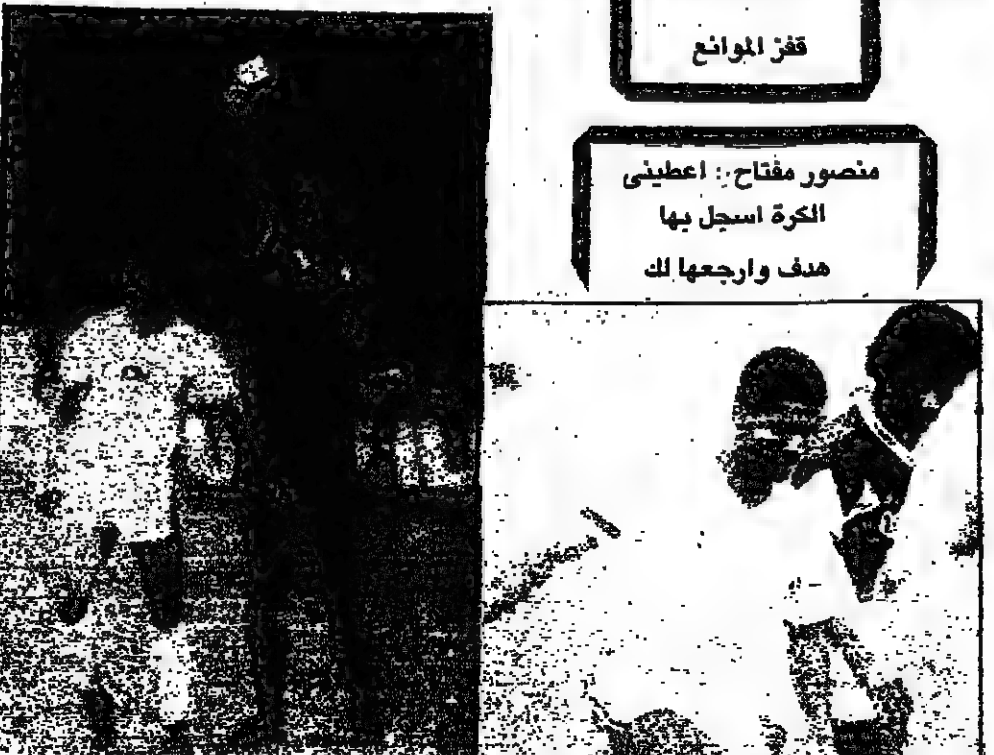 قفز الموانع
منصور مفتاح : اعطينى
الكرة اسجل بها
هدف وارجعها لك